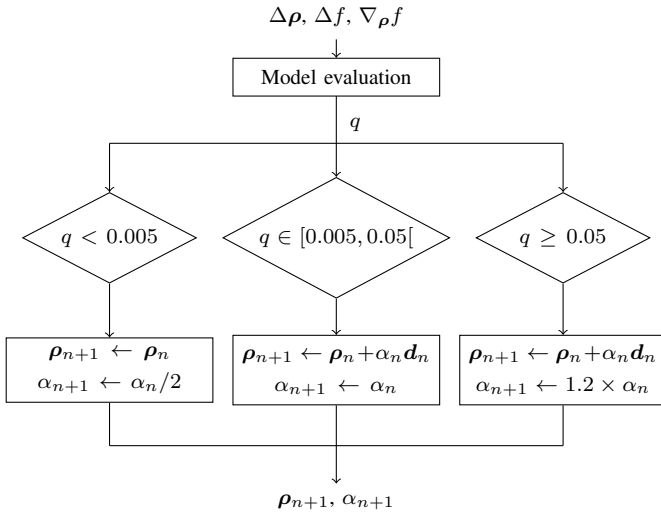 Δ𝝆, Δf, ∇𝝆f
Model evaluation
q
q < 0.005
q ∈ [0.005, 0.05[
q ≥ 0.05
𝝆ₙ₊₁ ← 𝝆ₙ
αₙ₊₁ ← αₙ/2
𝝆ₙ₊₁ ← 𝝆ₙ+αₙ𝒅ₙ
αₙ₊₁ ← αₙ
𝝆ₙ₊₁ ← 𝝆ₙ+αₙ𝒅ₙ
αₙ₊₁ ← 1.2 × αₙ
𝝆ₙ₊₁, αₙ₊₁